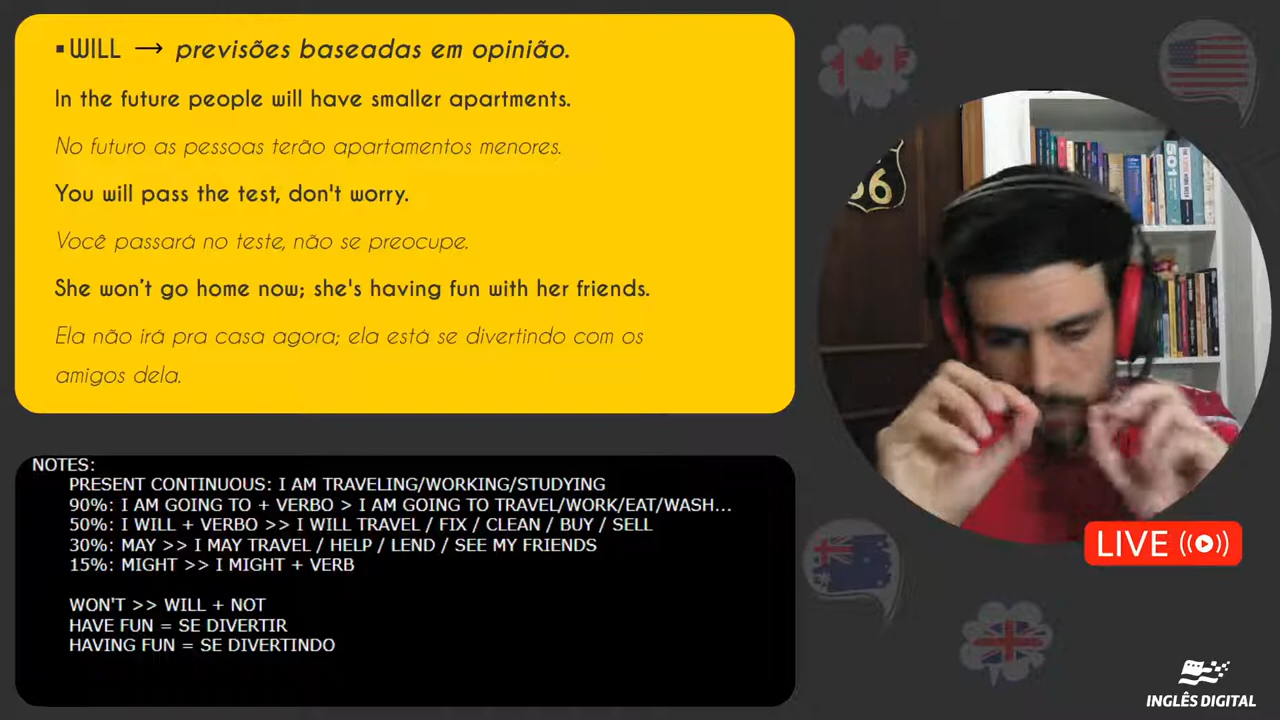 ▪WILL → previsões baseadas em opinião.
In the future people will have smaller apartments.
No futuro as pessoas terão apartamentos menores.
You will pass the test, don't worry.
Você passará no teste, não se preocupe.
She won't go home now; she's having fun with her friends.
Ela não irá pra casa agora; ela está se divertindo com os
amigos dela.
NOTES:
PRESENT CONTINUOUS: I AM TRAVELING/WORKING/STUDYING
90%: I AM GOING TO + VERBO > I AM GOING TO TRAVEL/WORK/EAT/WASH...
50%: I WILL + VERBO >> I WILL TRAVEL / FIX / CLEAN / BUY / SELL
30%: MAY >> I MAY TRAVEL / HELP / LEND / SEE MY FRIENDS
15%: MIGHT >> I MIGHT + VERB
WON'T >> WILL + NOT
HAVE FUN = SE DIVERTIR
HAVING FUN = SE DIVERTINDO
66
501
LIVE
INGLÊS DIGITAL